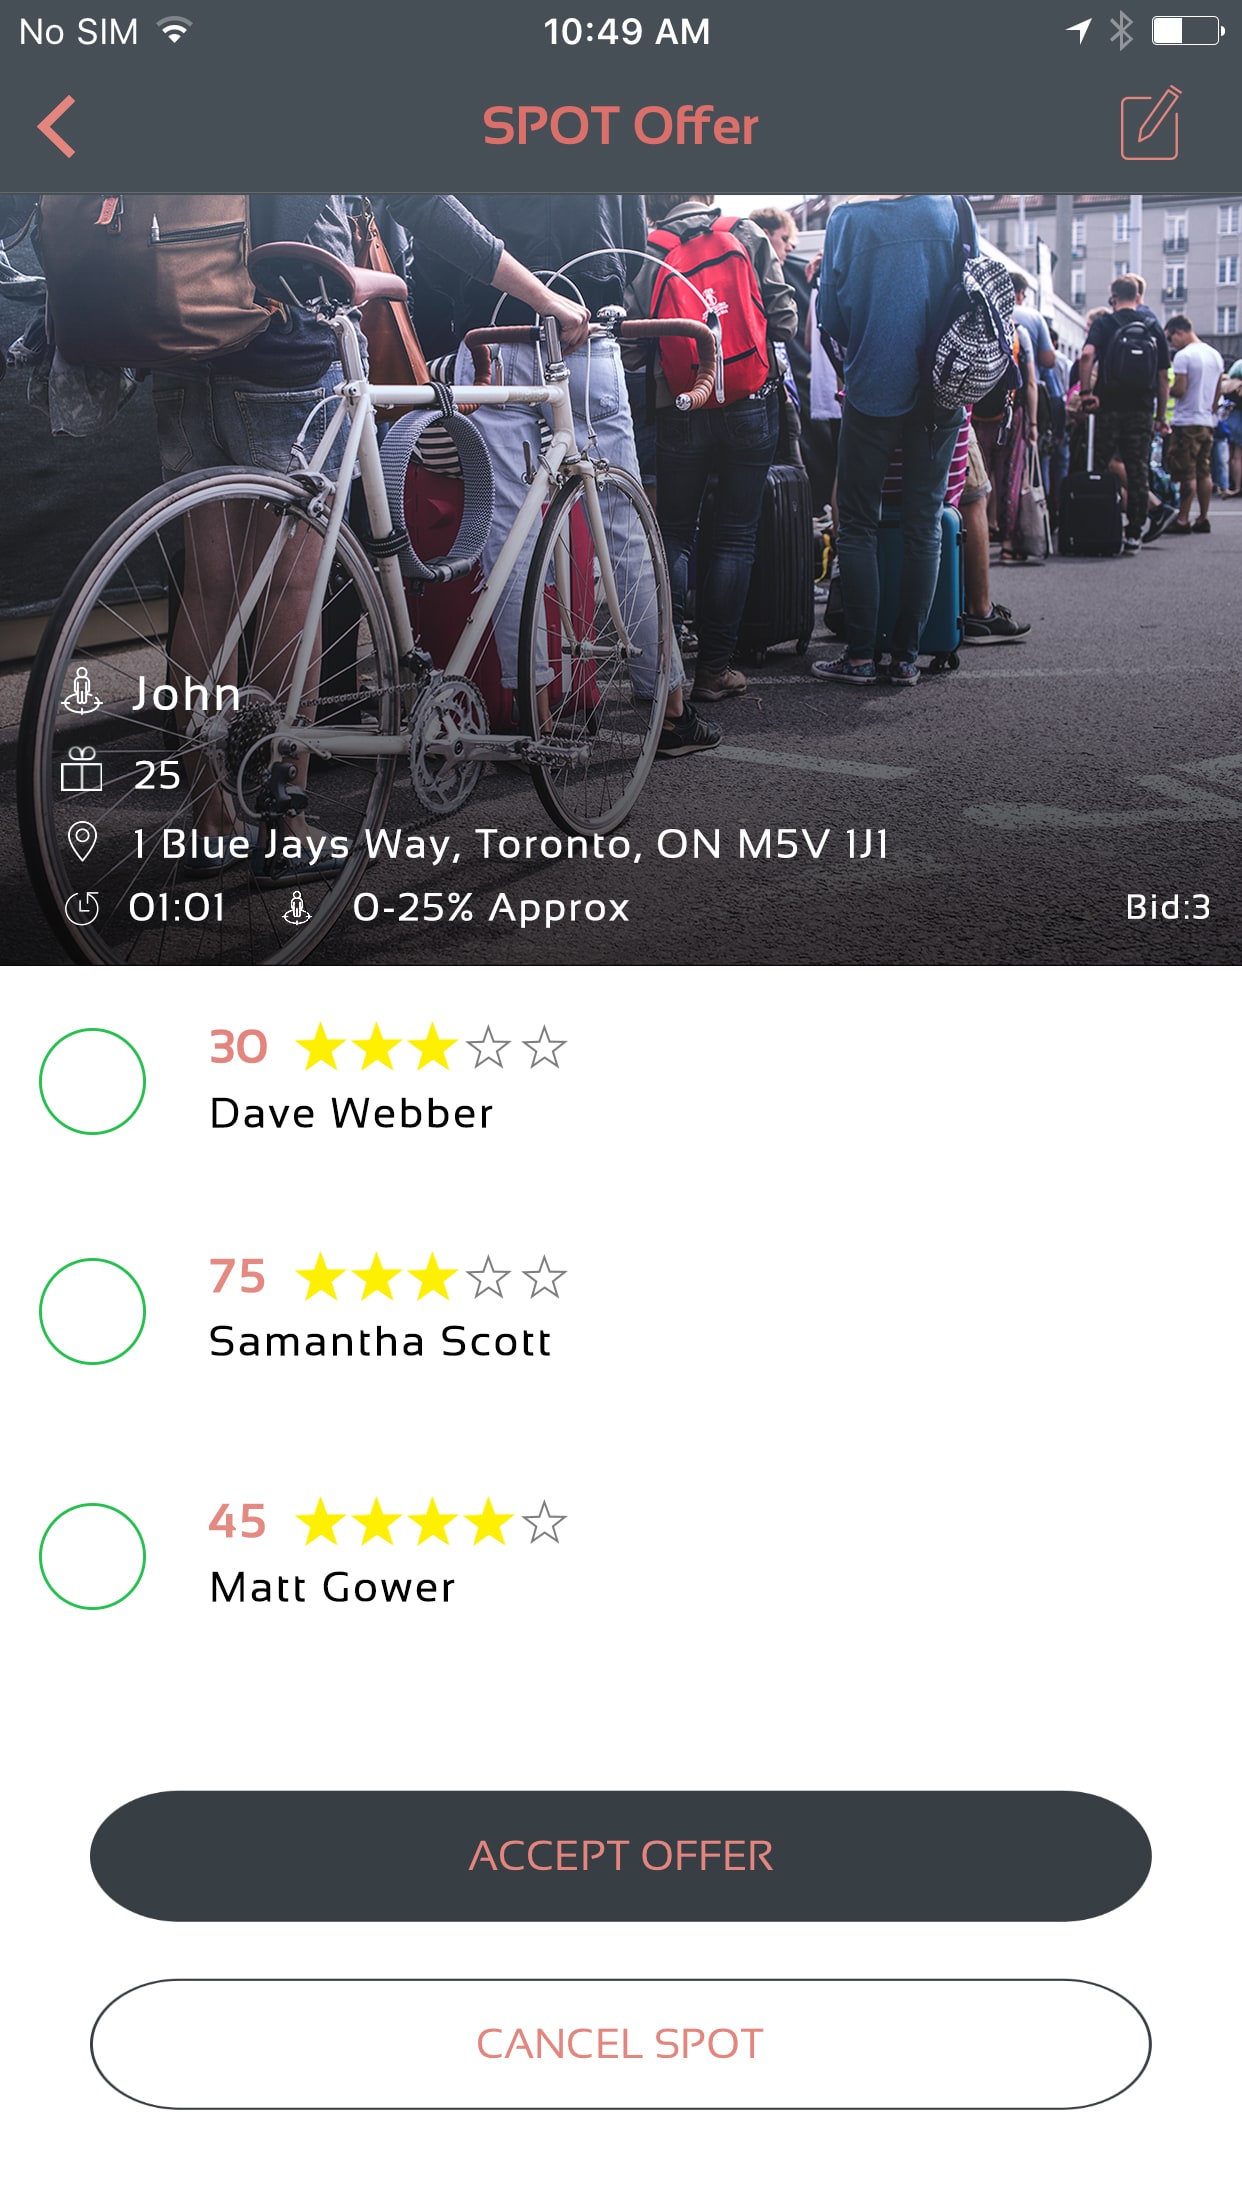 No SIM 10:49 AM
SPOT Offer
John
25
1 Blue Jays Way, Toronto, ON M5V 1J1
01:01 0-25% Approx Bid:3
30
Dave Webber
75
Samantha Scott
45
Matt Gower
ACCEPT OFFER
CANCEL SPOT